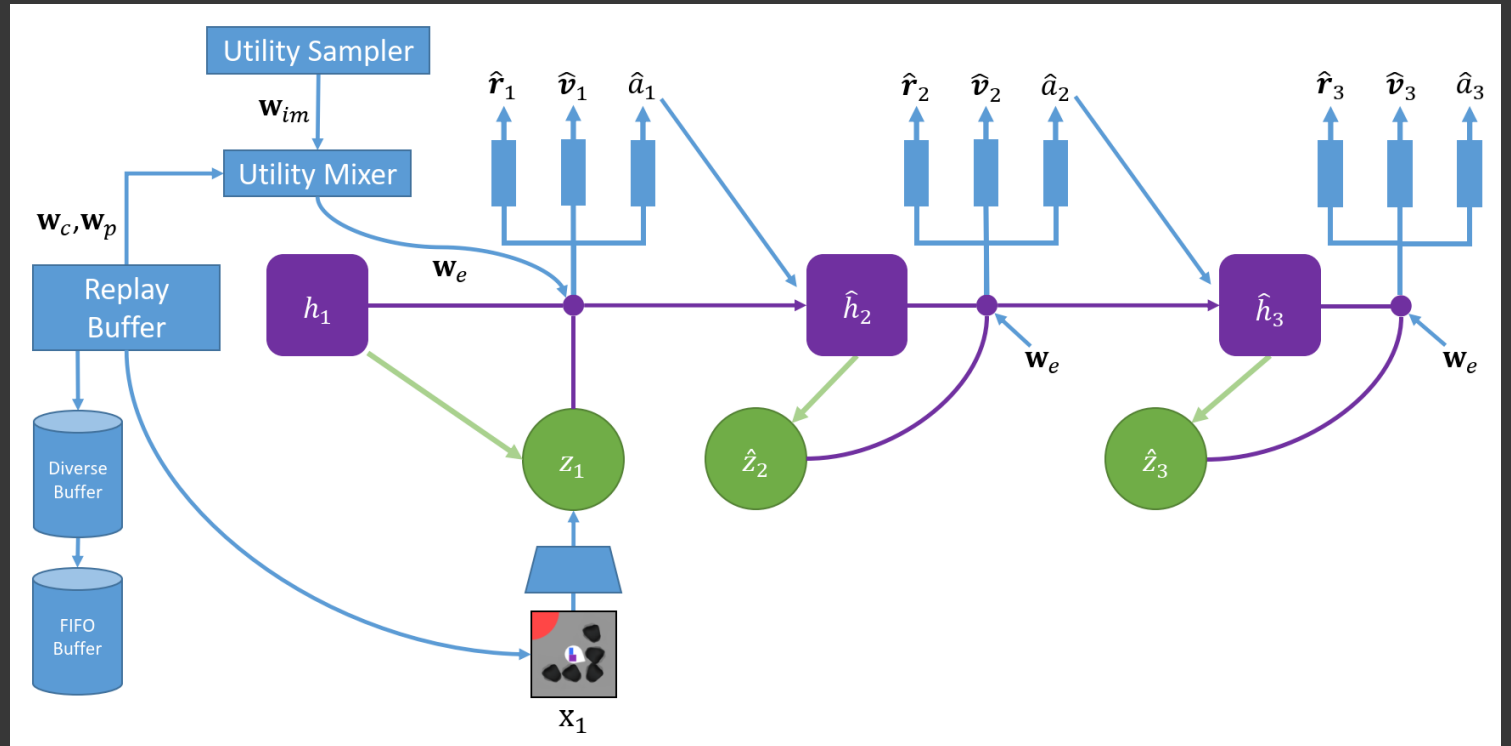 Utility Sampler
w_im
r̂_1 v̂_1 â_1
r̂_2 v̂_2 â_2
r̂_3 v̂_3 â_3
Utility Mixer
w_c,w_p
w_e
Replay
Buffer
h_1
ĥ_2
ĥ_3
w_e
w_e
Diverse
Buffer
z_1
ẑ_2
ẑ_3
FIFO
Buffer
x_1